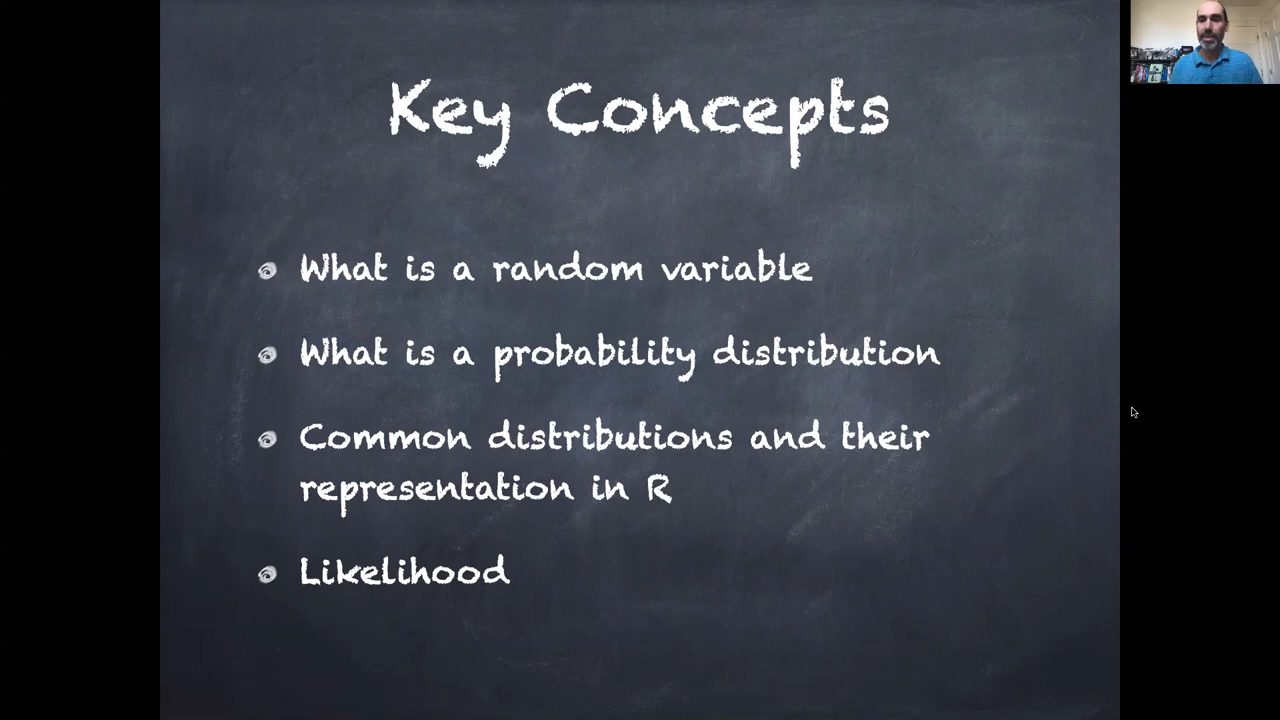 Key Concepts
What is a random variable
What is a probability distribution
Common distributions and their
representation in R
Likelihood